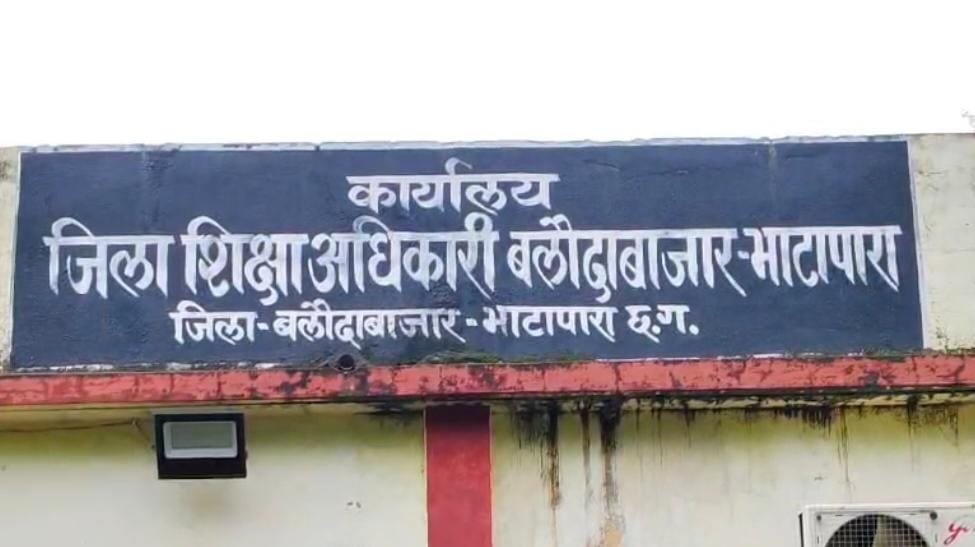 कार्यालय
जिला शिक्षा अधिकारी बलौदाबाजार-भाटापारा
जिला-बलौदाबाजार-भाटापारा छ.ग.